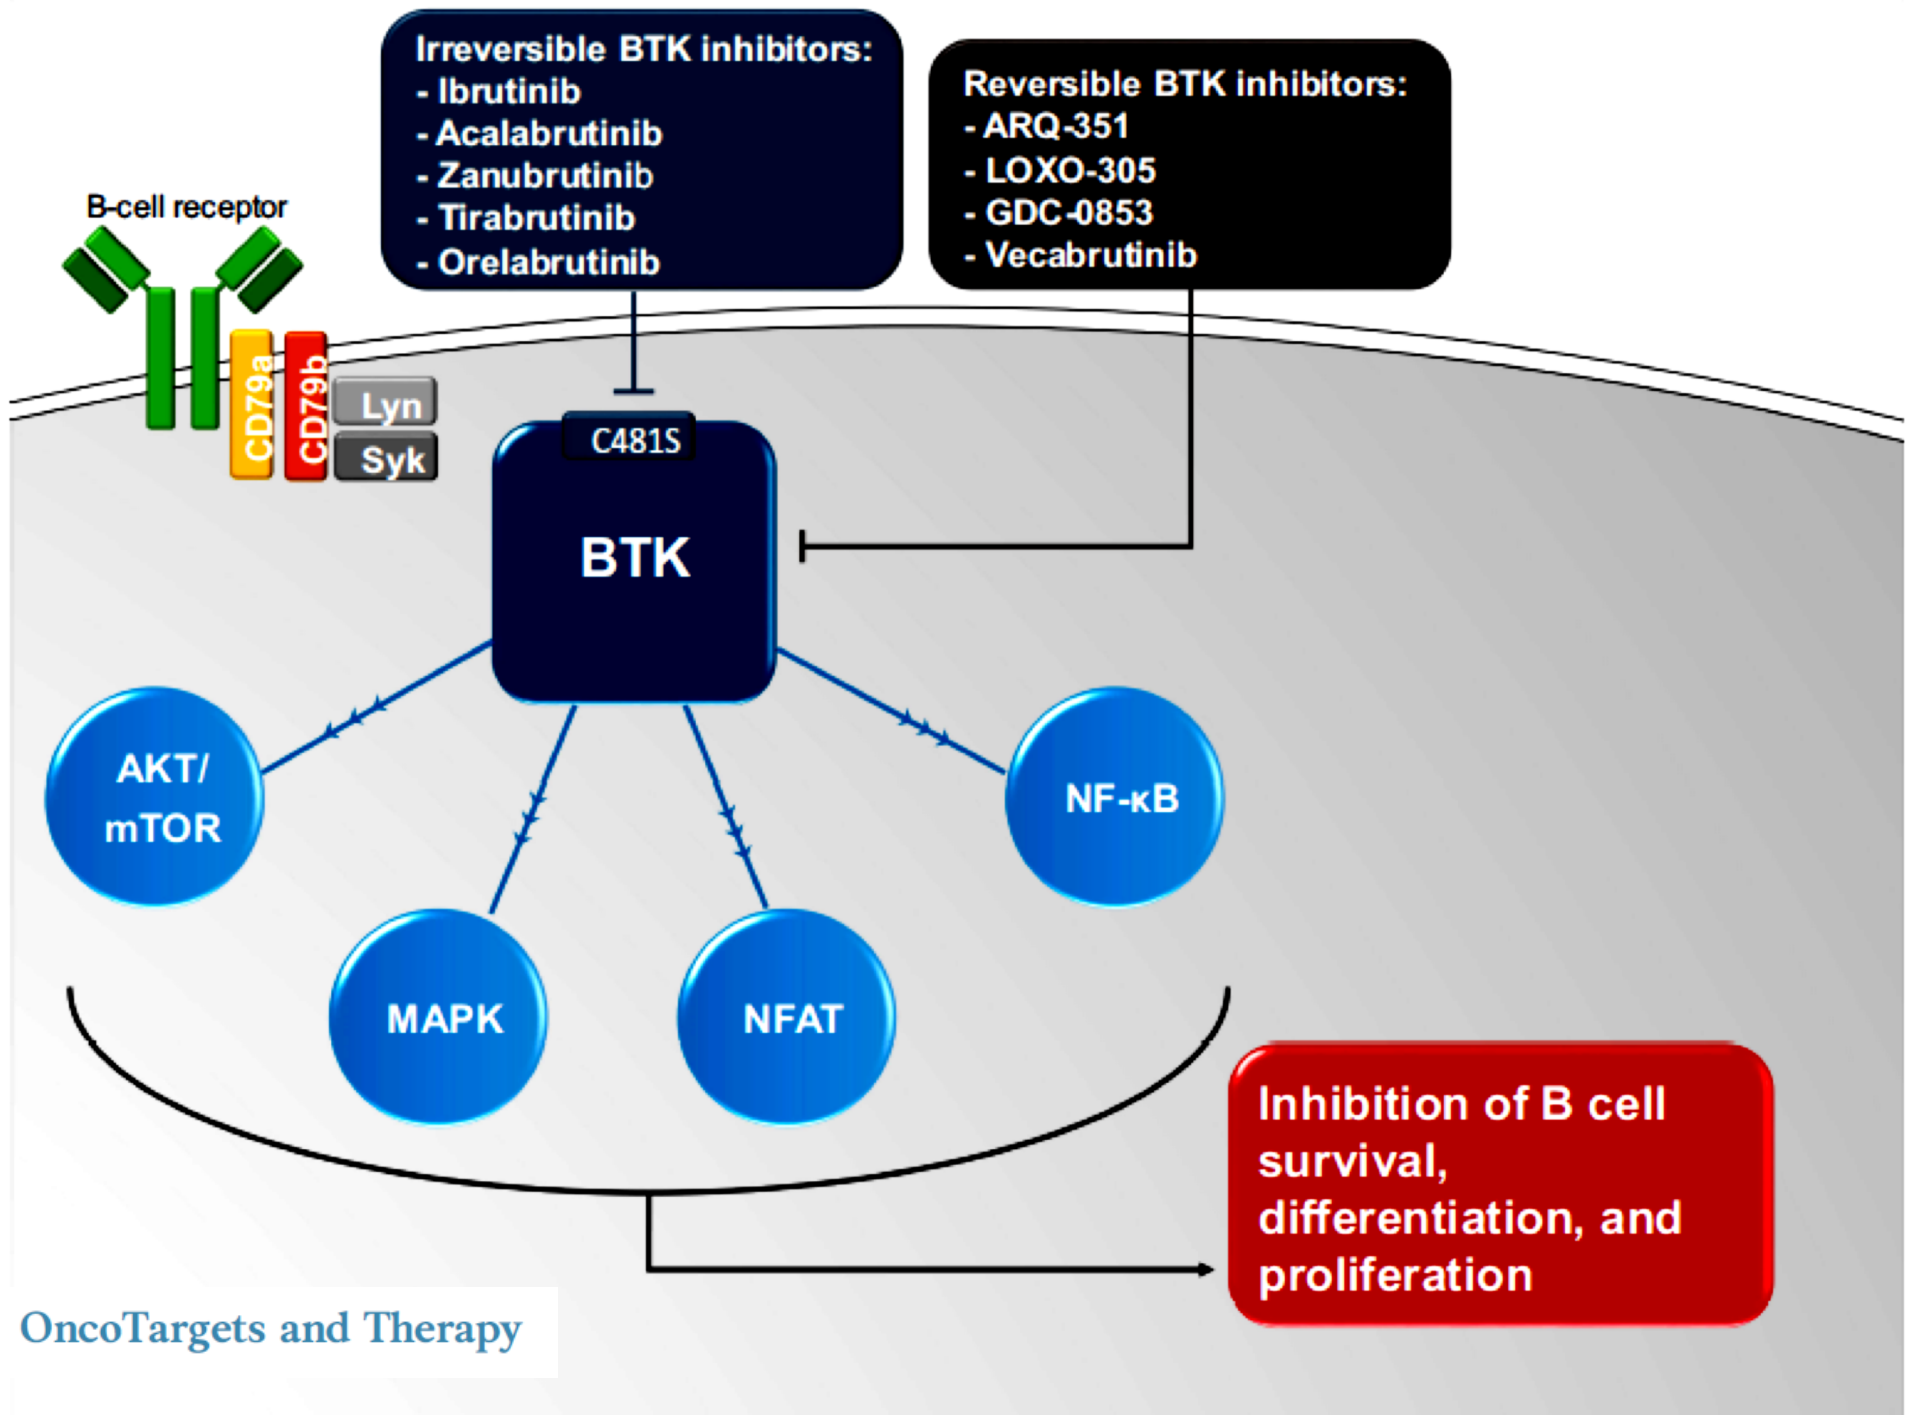 Irreversible BTK inhibitors:
- Ibrutinib
- Acalabrutinib
- Zanubrutinib
- Tirabrutinib
- Orelabrutinib
Reversible BTK inhibitors:
- ARQ-351
- LOXO-305
- GDC-0853
- Vecabrutinib
B-cell receptor
CD79a
CD79b
Lyn
Syk
C481S
BTK
AKT/
mTOR
MAPK
NFAT
NF-κB
Inhibition of B cell
survival,
differentiation, and
proliferation
OncoTargets and Therapy